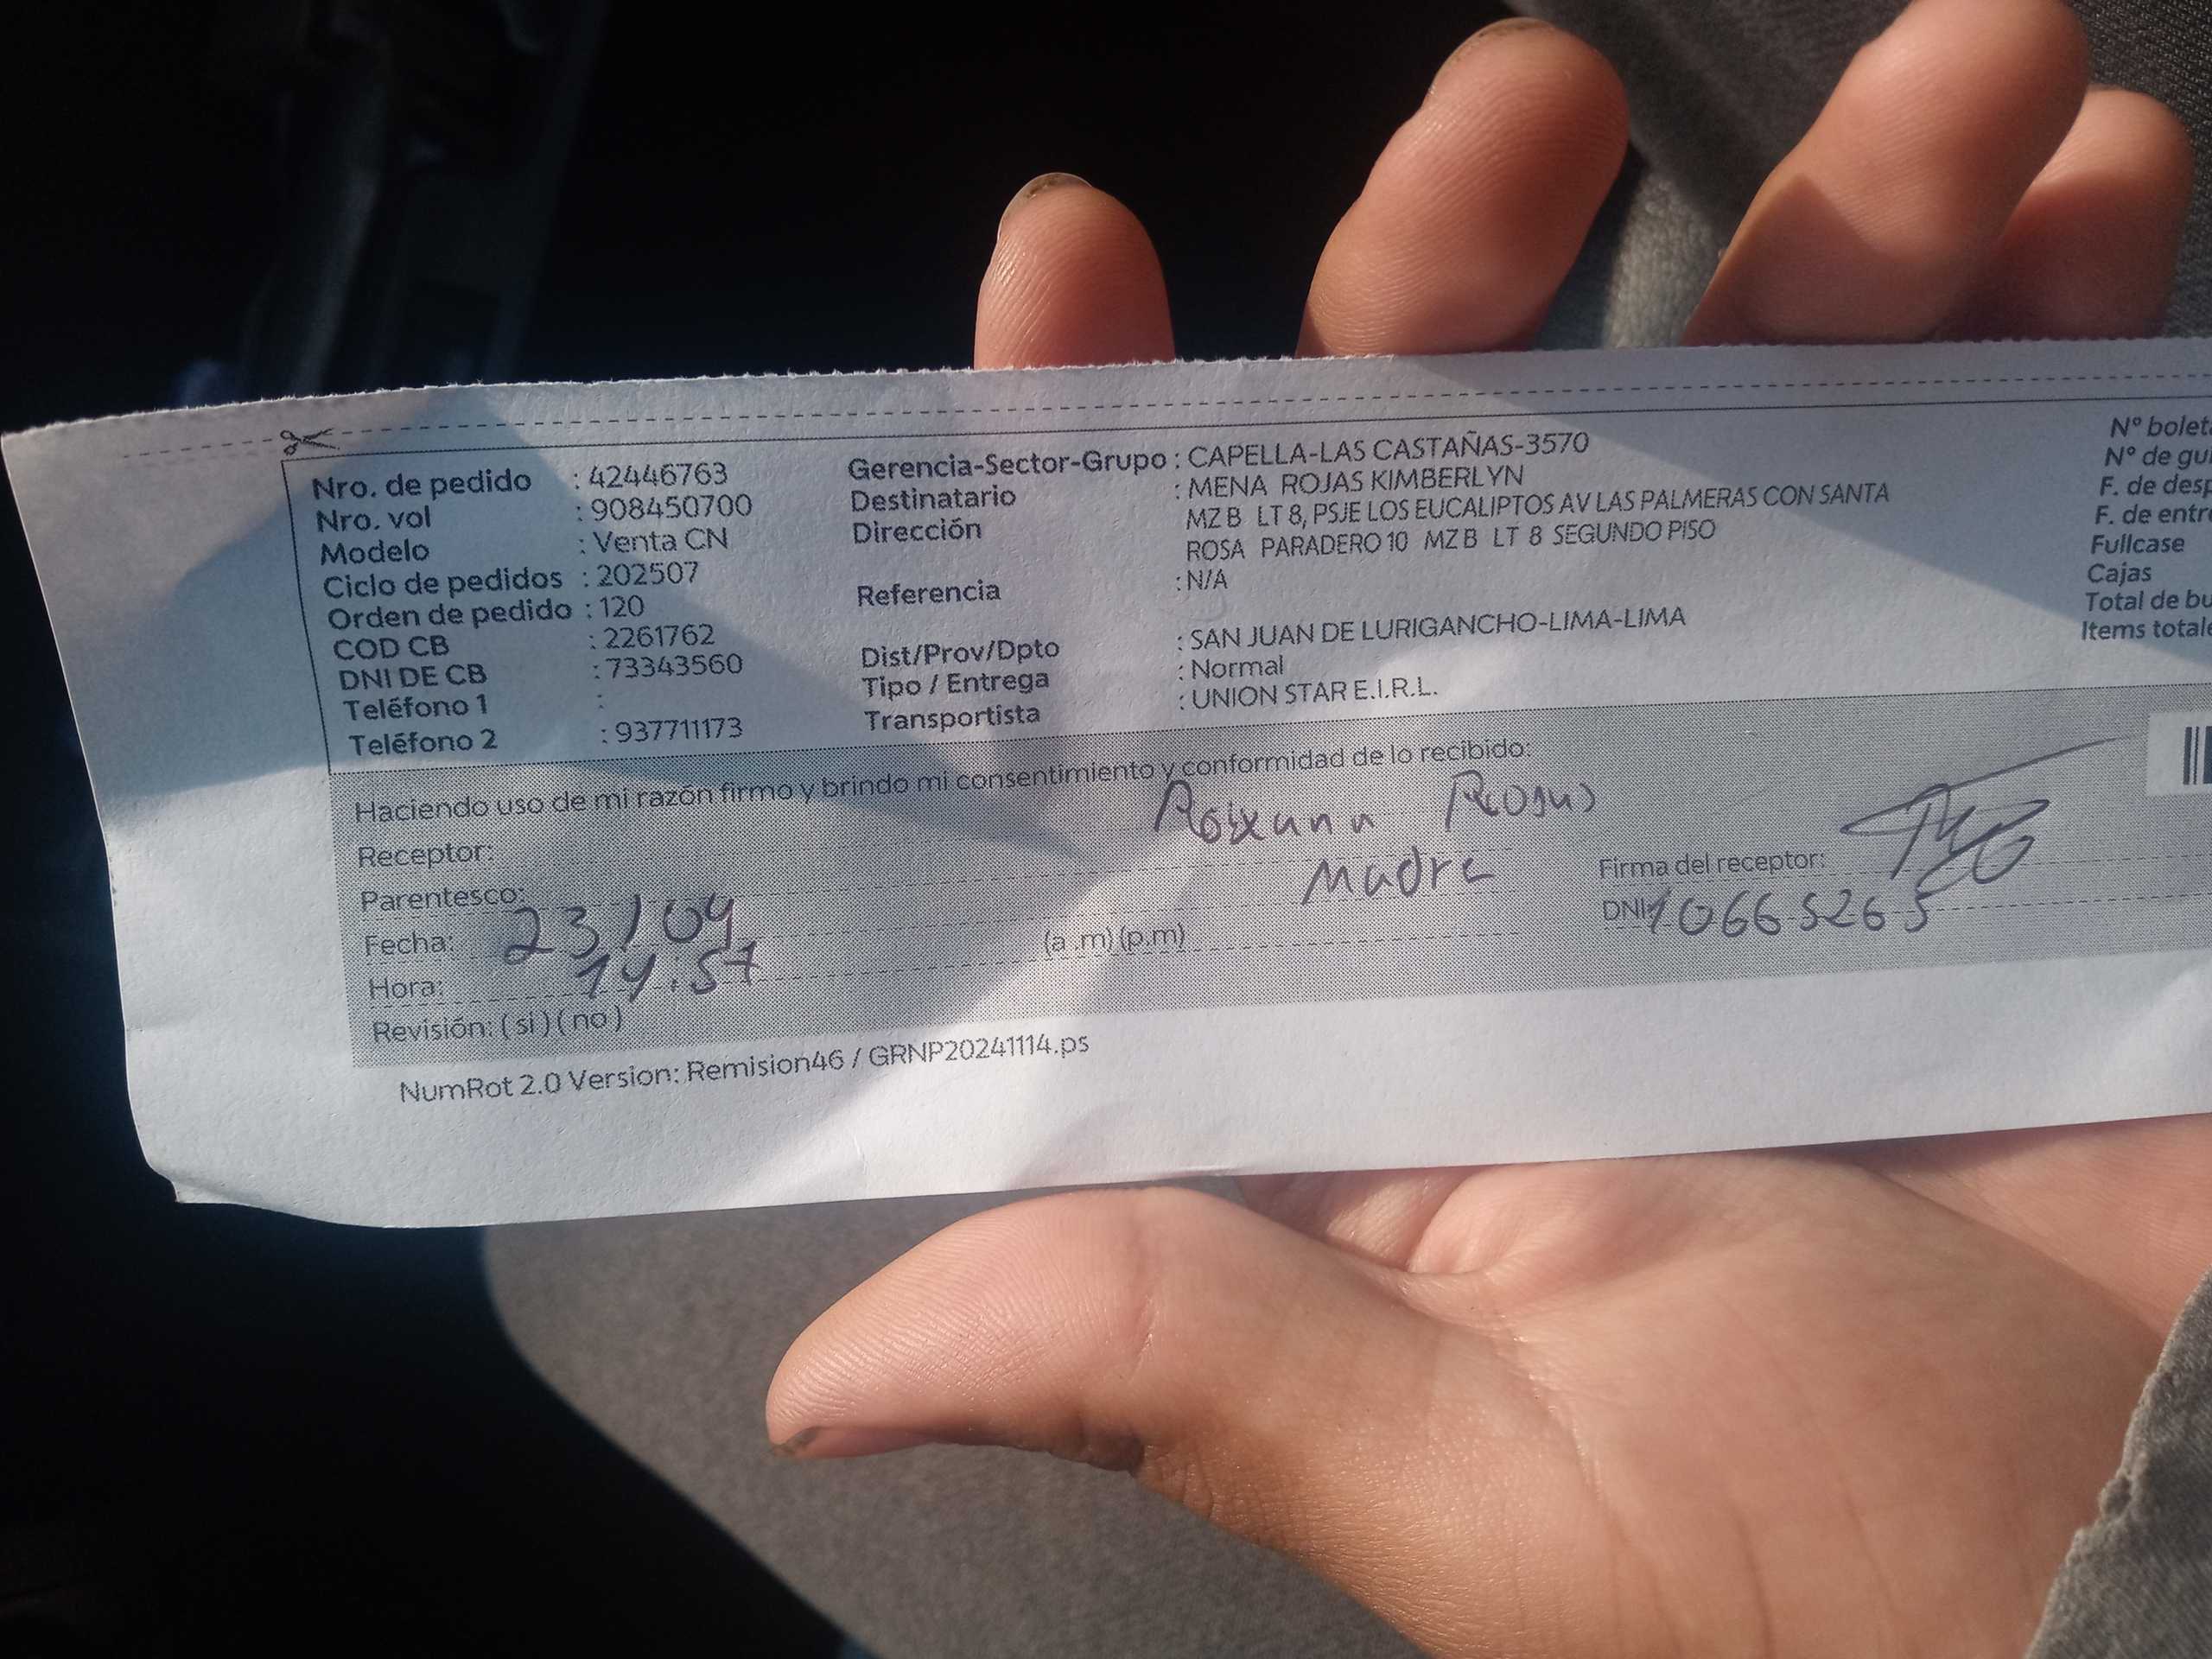 Nro. de pedido : 42446763
Nro. vol : 908450700
Modelo : Venta CN
Ciclo de pedidos : 202507
Orden de pedido : 120
COD CB : 2261762
DNI DE CB : 73343560
Teléfono 1 :
Teléfono 2 : 937711173
Gerencia-Sector-Grupo : CAPELLA-LAS CASTAÑAS-3570
Destinatario : MENA ROJAS KIMBERLYN
Dirección MZ B LT 8, PSJE LOS EUCALIPTOS AV LAS PALMERAS CON SANTA
ROSA PARADERO 10 MZ B LT 8 SEGUNDO PISO
Referencia : N/A
Dist/Prov/Dpto : SAN JUAN DE LURIGANCHO-LIMA-LIMA
Tipo / Entrega : Normal
Transportista : UNION STAR E.I.R.L.
N° bolet
N° de gu
F. de desp
F. de entre
Fullcase
Cajas
Total de bu
Items totale
Haciendo uso de mi razón firmo y brindo mi consentimiento y conformidad de lo recibido:
Receptor:
Parentesco: Madre
Fecha: 23/04
Hora: 14:57 (a .m) (p.m)
Revisión: ( si ) ( no )
Firma del receptor:
DNI: 10665265
NumRot 2.0 Version: Remision46 / GRNP20241114.ps